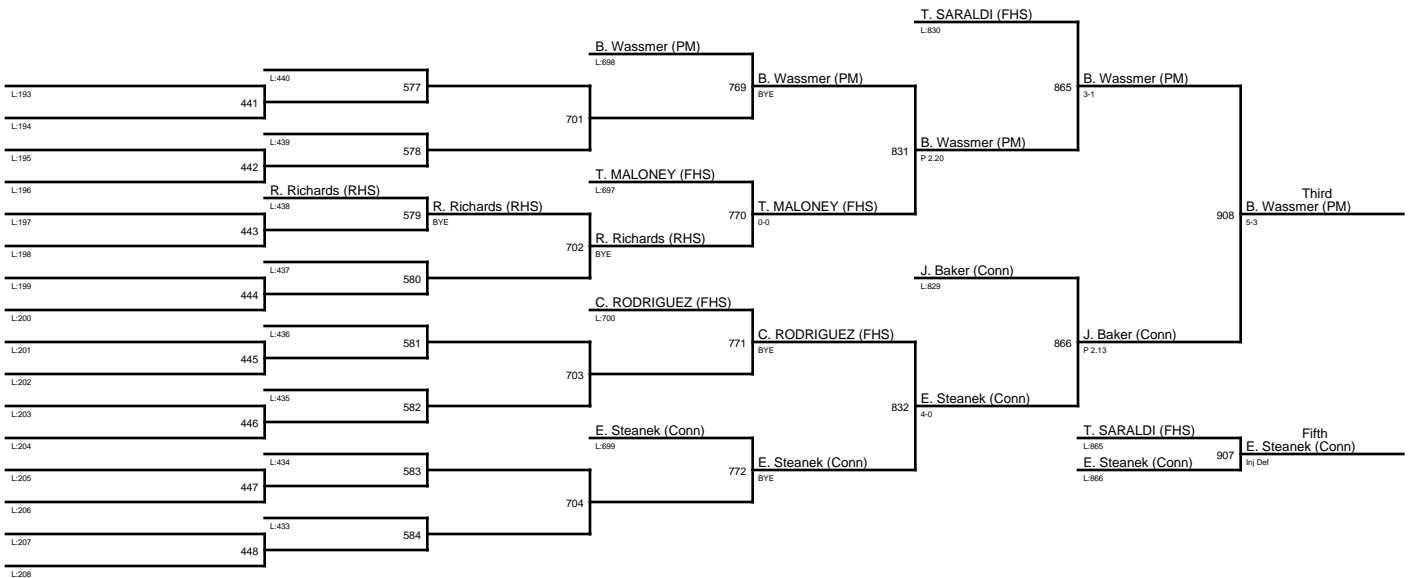 T. SARALDI (FHS)
L:830
B. Wassmer (PM)
L:698
L:440
577
B. Wassmer (PM)
769
BYE
865
B. Wassmer (PM)
3-1
L:193
441
L:194
701
L:439
578
831
B. Wassmer (PM)
P 2.20
L:195
442
L:196
T. MALONEY (FHS)
L:697
R. Richards (RHS)
L:438
579
R. Richards (RHS)
BYE
770
T. MALONEY (FHS)
0-0
908
Third
B. Wassmer (PM)
5-3
L:197
443
L:198
702
R. Richards (RHS)
BYE
L:437
580
J. Baker (Conn)
L:829
L:199
444
L:200
C. RODRIGUEZ (FHS)
L:700
L:436
581
771
C. RODRIGUEZ (FHS)
BYE
866
J. Baker (Conn)
P 2.13
L:201
445
L:202
703
L:435
582
832
E. Steanek (Conn)
4-0
L:203
446
L:204
E. Steanek (Conn)
L:699
T. SARALDI (FHS)
L:865
907
Fifth
E. Steanek (Conn)
Inj Def
L:434
583
772
E. Steanek (Conn)
BYE
E. Steanek (Conn)
L:866
L:205
447
L:206
704
L:433
584
L:207
448
L:208